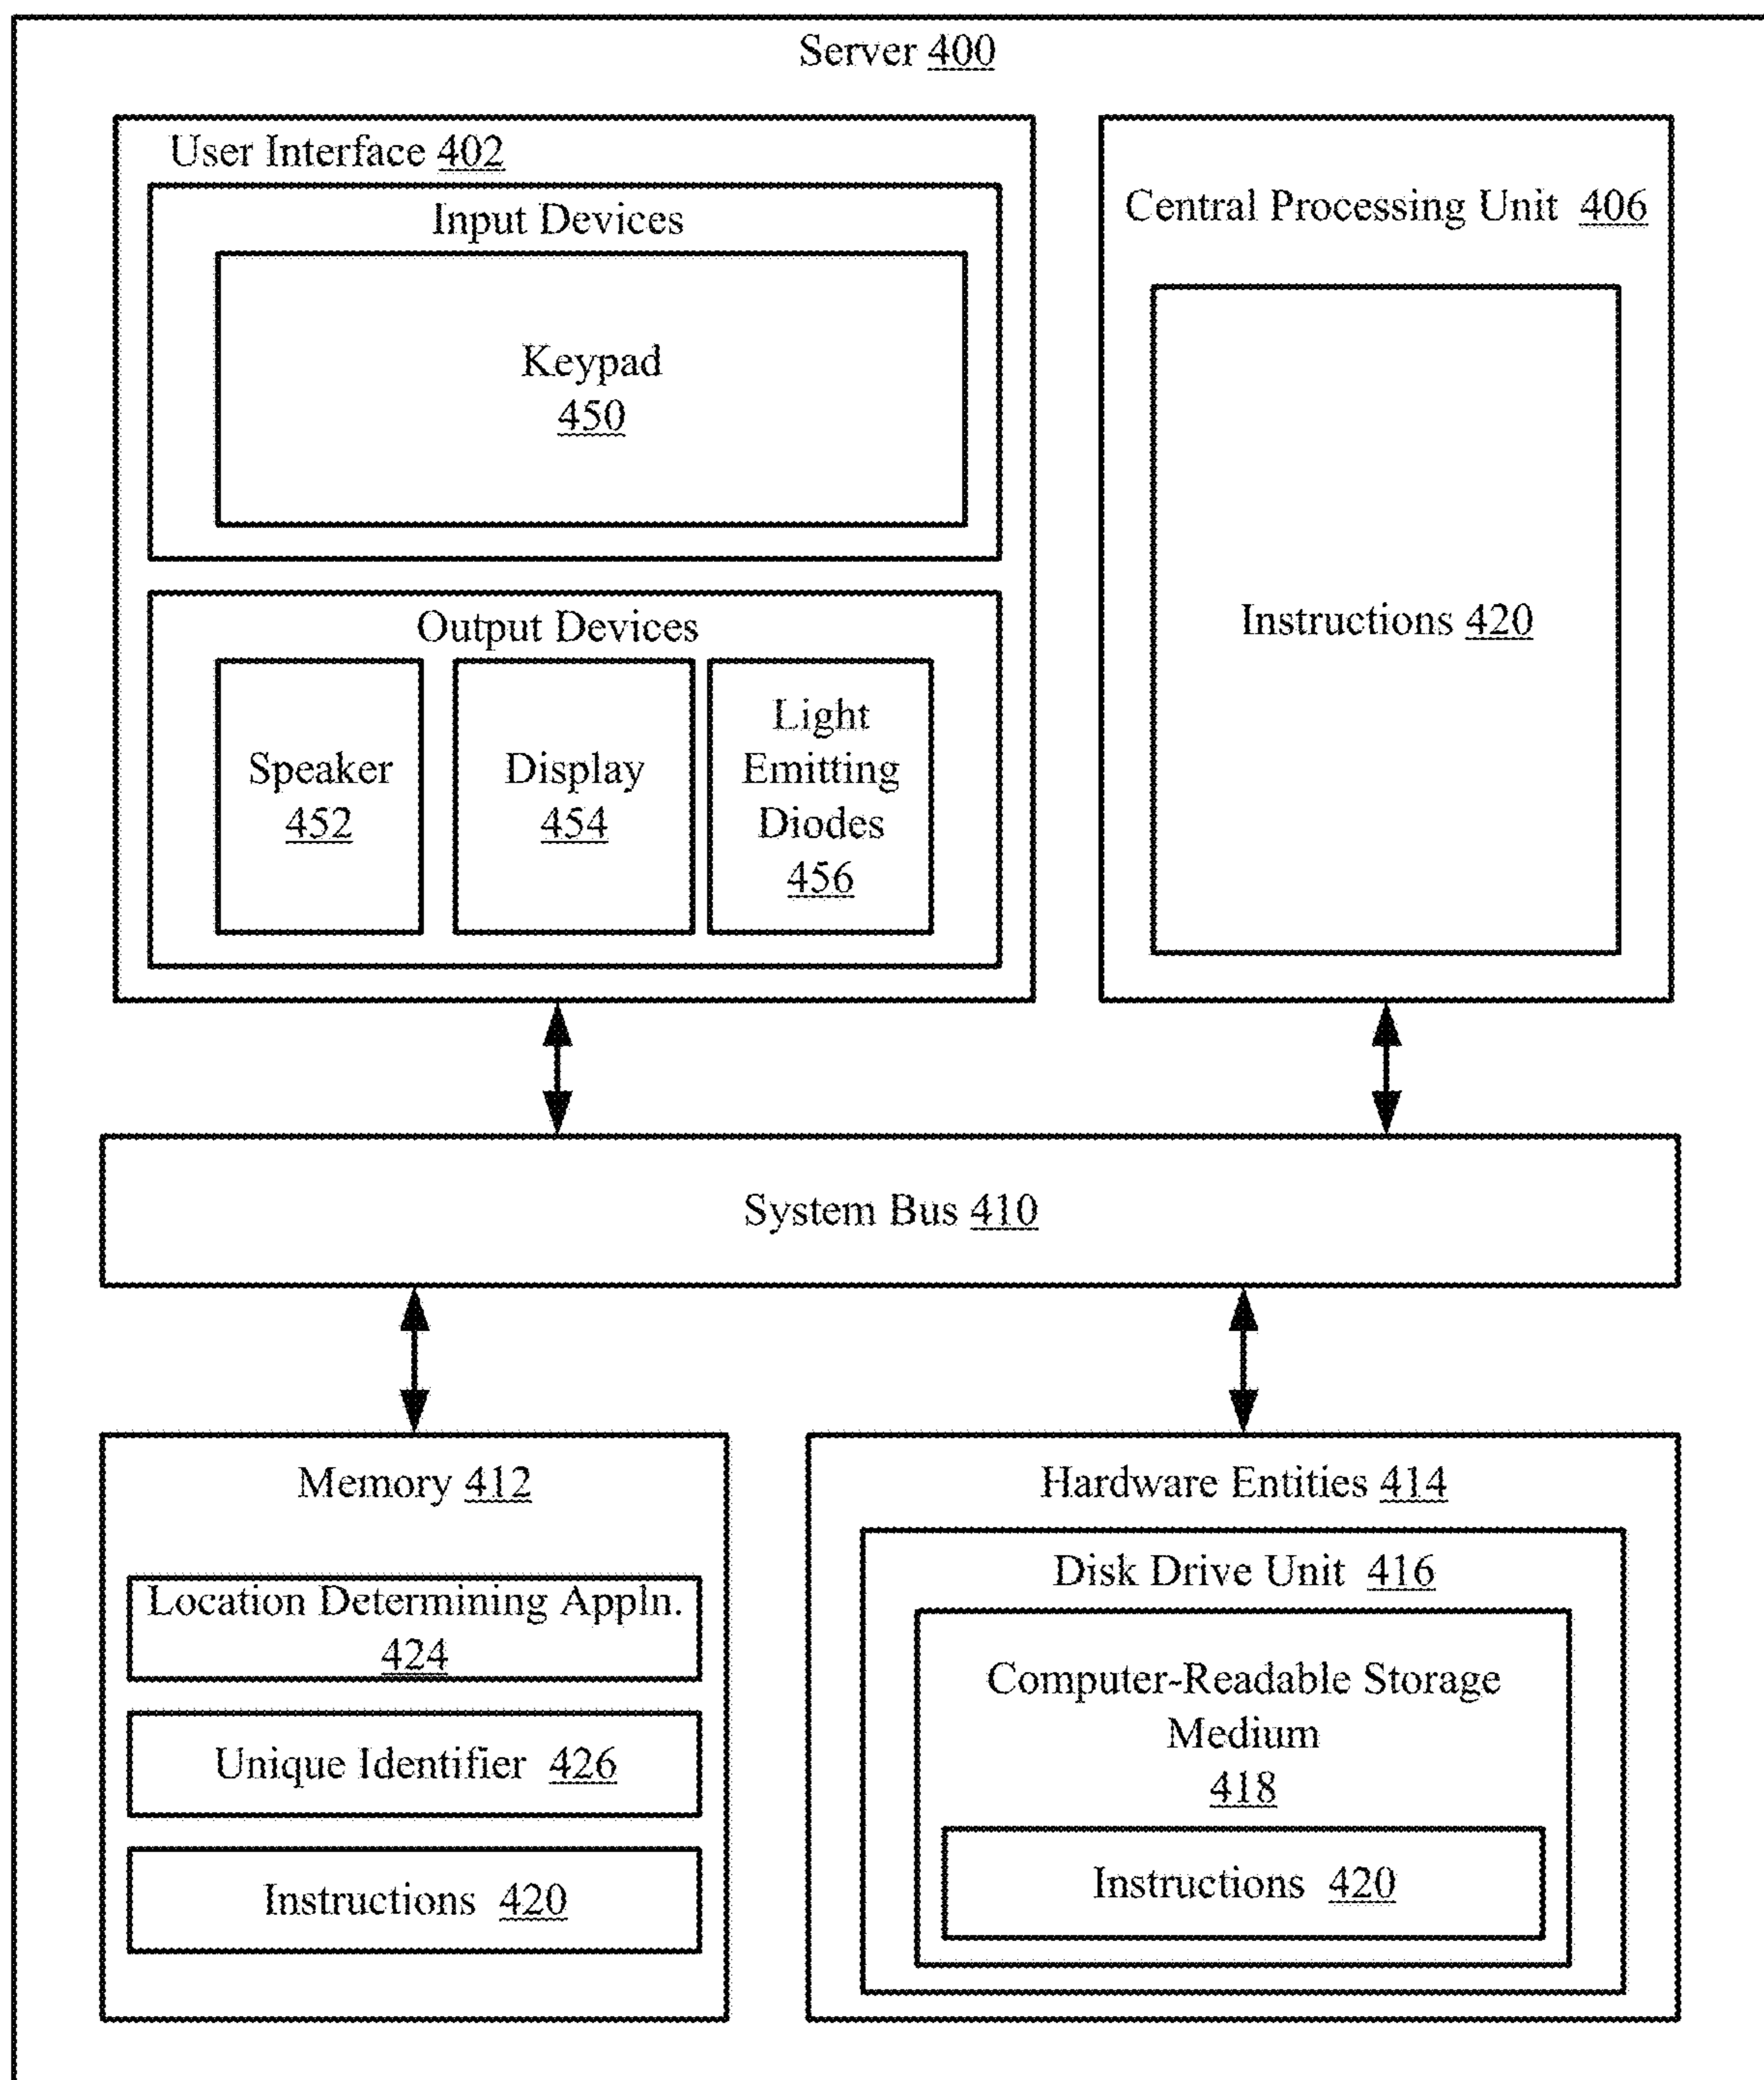 Server 400
User Interface 402
Input Devices
Keypad
450
Output Devices
Speaker
452
Display
454
Light
Emitting
Diodes
456
Central Processing Unit 406
Instructions 420
System Bus 410
Memory 412
Location Determining Appln.
424
Unique Identifier 426
Instructions 420
Hardware Entities 414
Disk Drive Unit 416
Computer-Readable Storage
Medium
418
Instructions 420